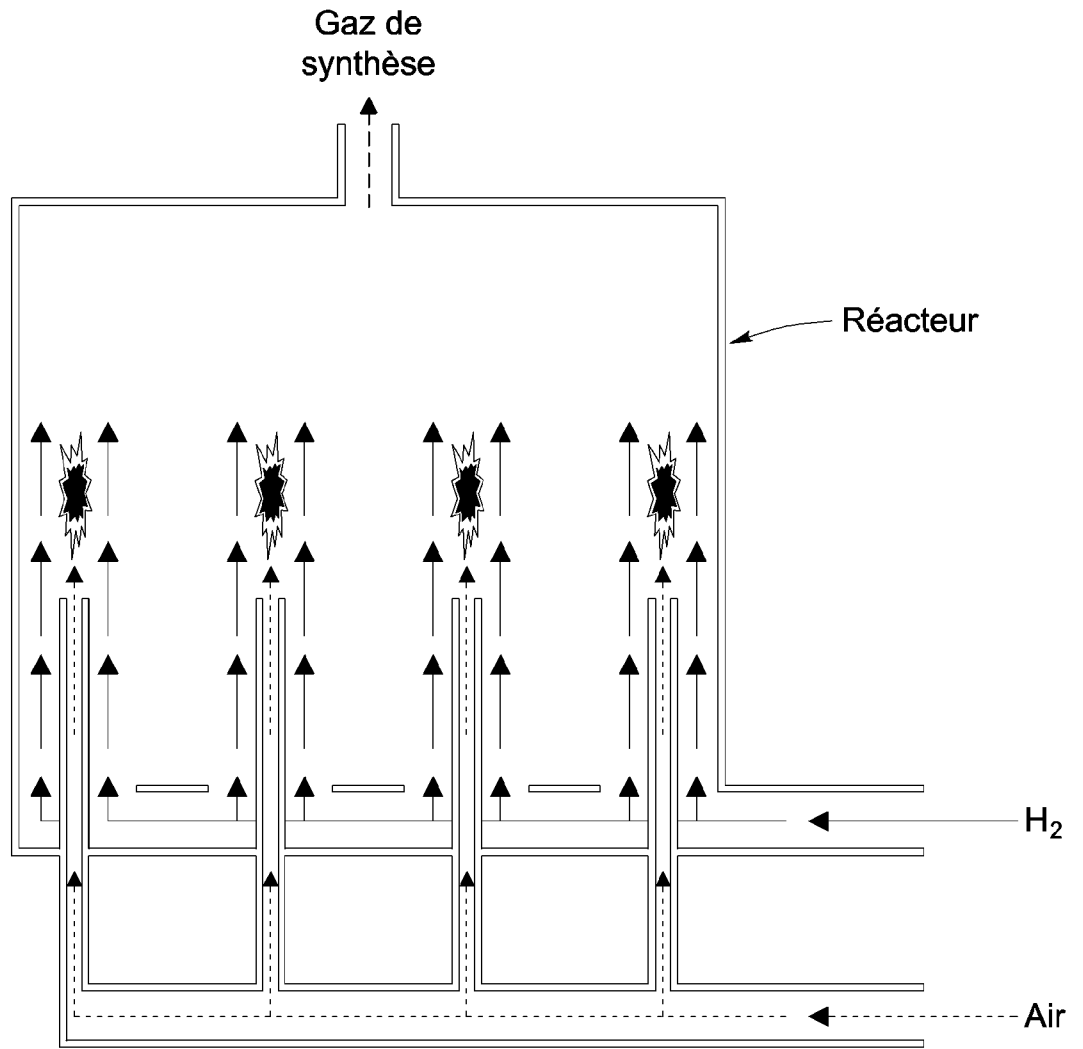 Gaz de
synthèse
Réacteur
H₂
Air